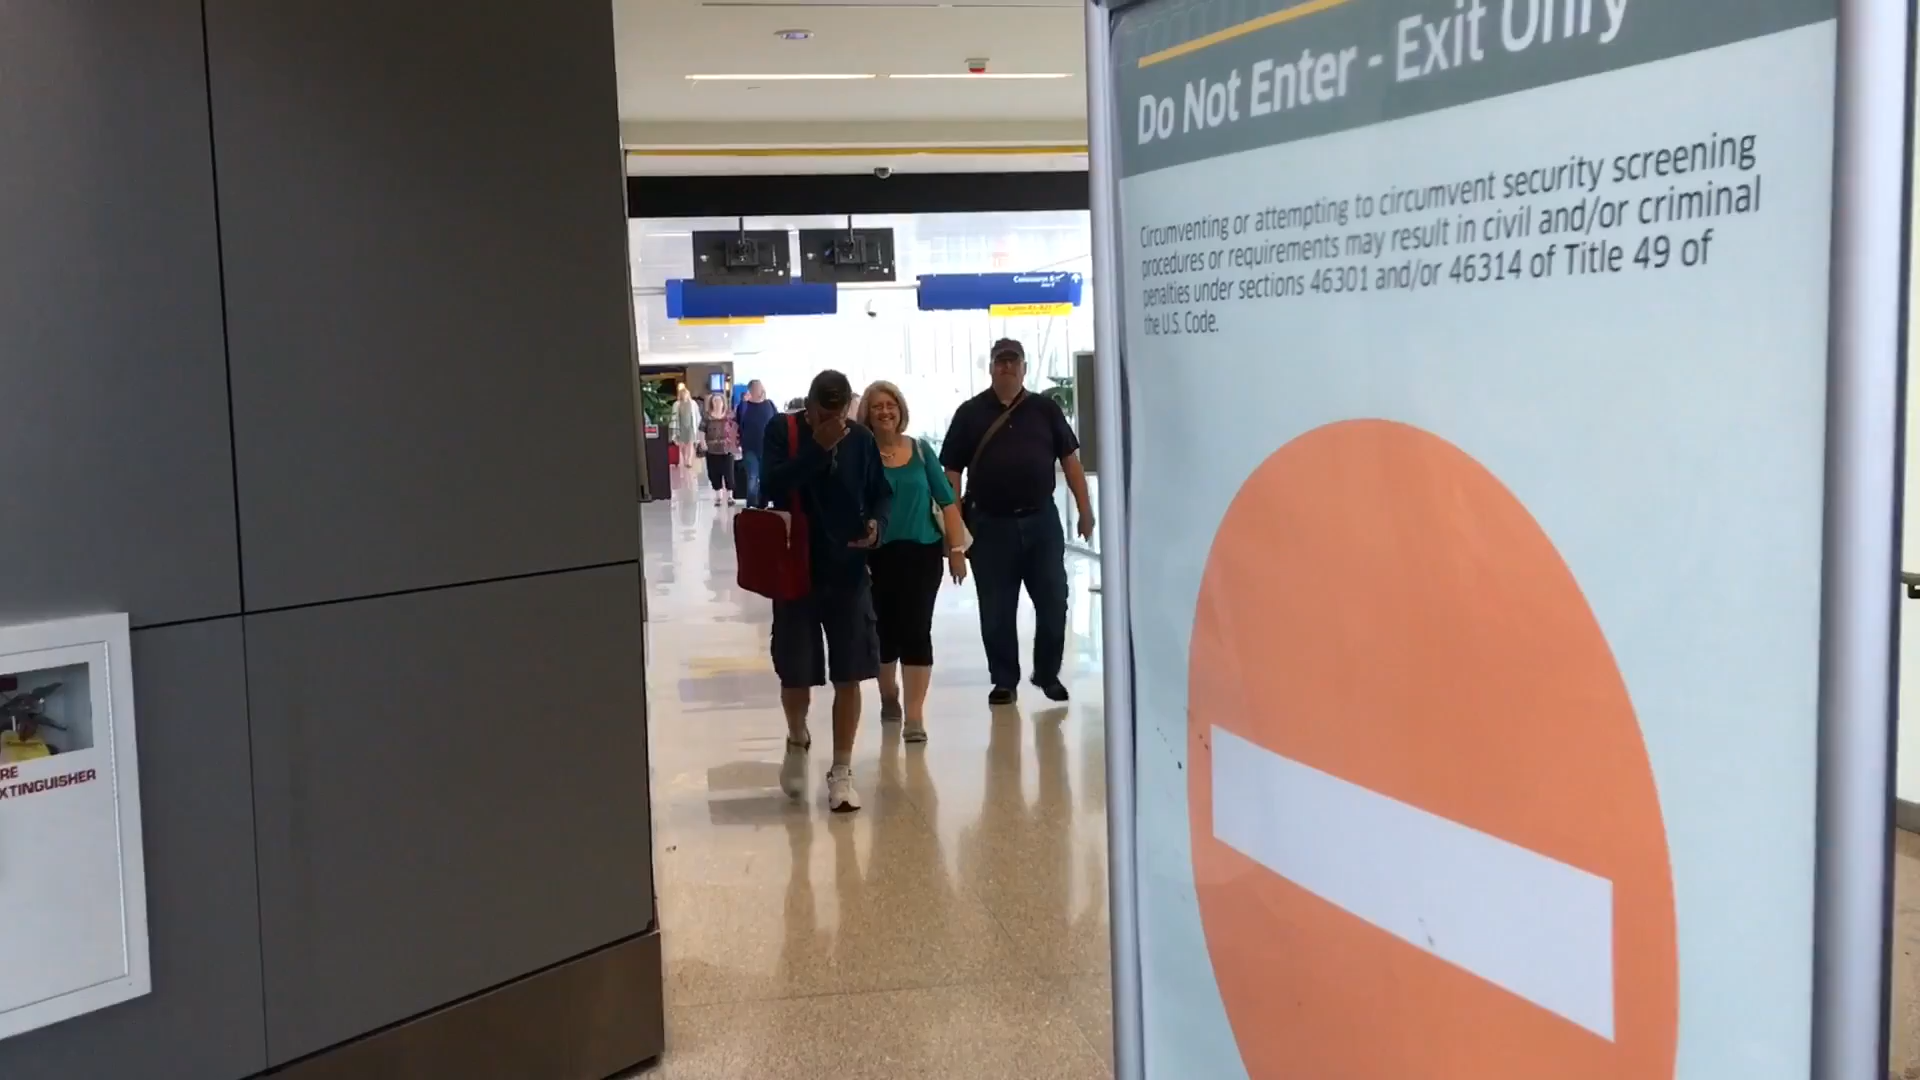 Do Not Enter - Exit Only
Circumventing or attempting to circumvent security screening
procedures or requirements may result in civil and/or criminal
penalties under sections 46301 and/or 46314 of Title 49 of
the U.S. Code.
RE
XTINGUISHER